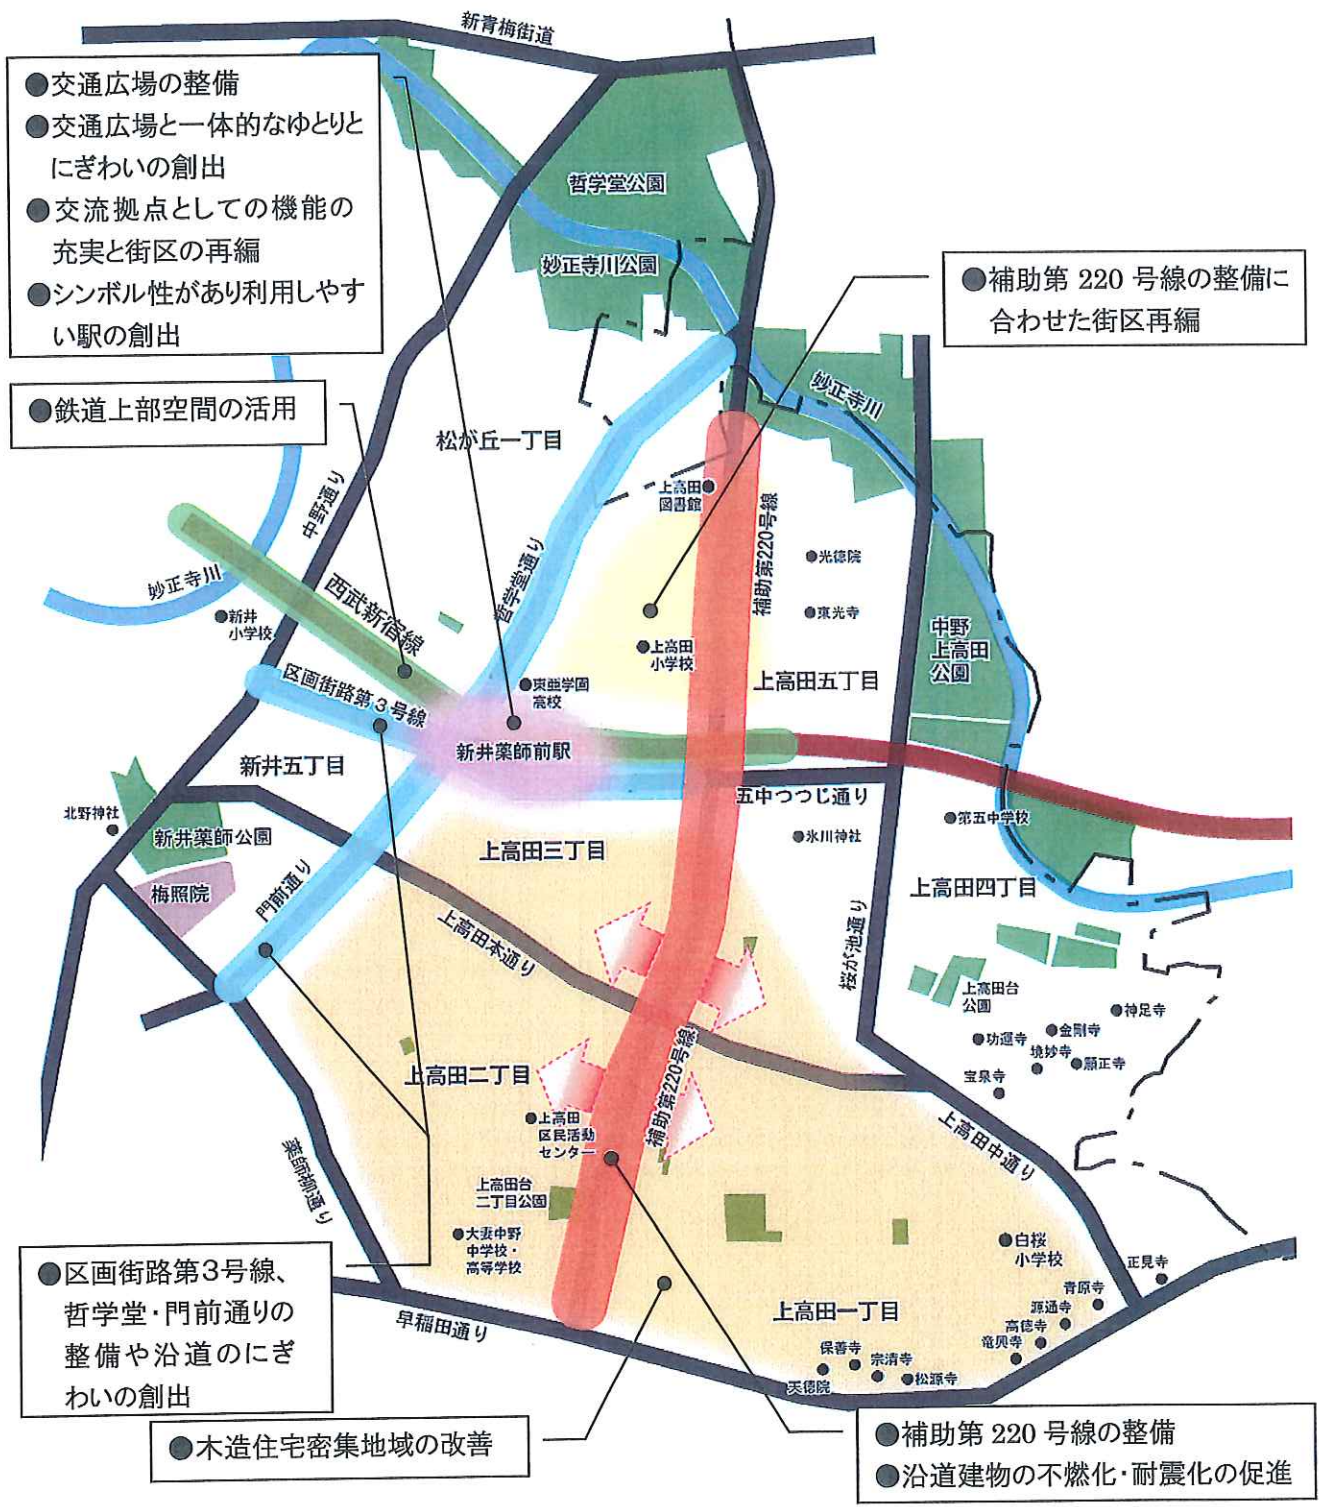 新青梅街道
●交通広場の整備
●交通広場と一体的なゆとりと
にぎわいの創出
●交流拠点としての機能の
充実と街区の再編
●シンボル性があり利用しやす
い駅の創出
哲学堂公園
妙正寺川公園
●補助第 220 号線の整備に
合わせた街区再編
●鉄道上部空間の活用
妙正寺川
松が丘一丁目
中野通り
上高田
図書館
補助第220号線
哲学堂通り
光徳院
妙正寺川
西武新宿線
新井
小学校
東光寺
上高田
小学校
中野
上高田
公園
区画街路第3号線
東亜学園
高校
上高田五丁目
新井薬師前駅
新井五丁目
五中つつじ通り
北野神社
新井薬師公園
氷川神社
第五中学校
上高田三丁目
梅照院
門前通り
上高田四丁目
上高田本通り
桜が池通り
上高田台
公園
神足寺
金剛寺
功運寺
境妙寺
願正寺
宝泉寺
上高田二丁目
補助第220号線
上高田
区民活動
センター
上高田中通り
薬師柳通り
上高田台
二丁目公園
大妻中野
中学校・
高等学校
白桜
小学校
正見寺
●区画街路第3号線、
哲学堂・門前通りの
整備や沿道のにぎ
わいの創出
青原寺
源通寺
高徳寺
竜興寺
上高田一丁目
早稲田通り
保善寺
宗清寺
天徳院
松源寺
●木造住宅密集地域の改善
●補助第 220 号線の整備
●沿道建物の不燃化・耐震化の促進